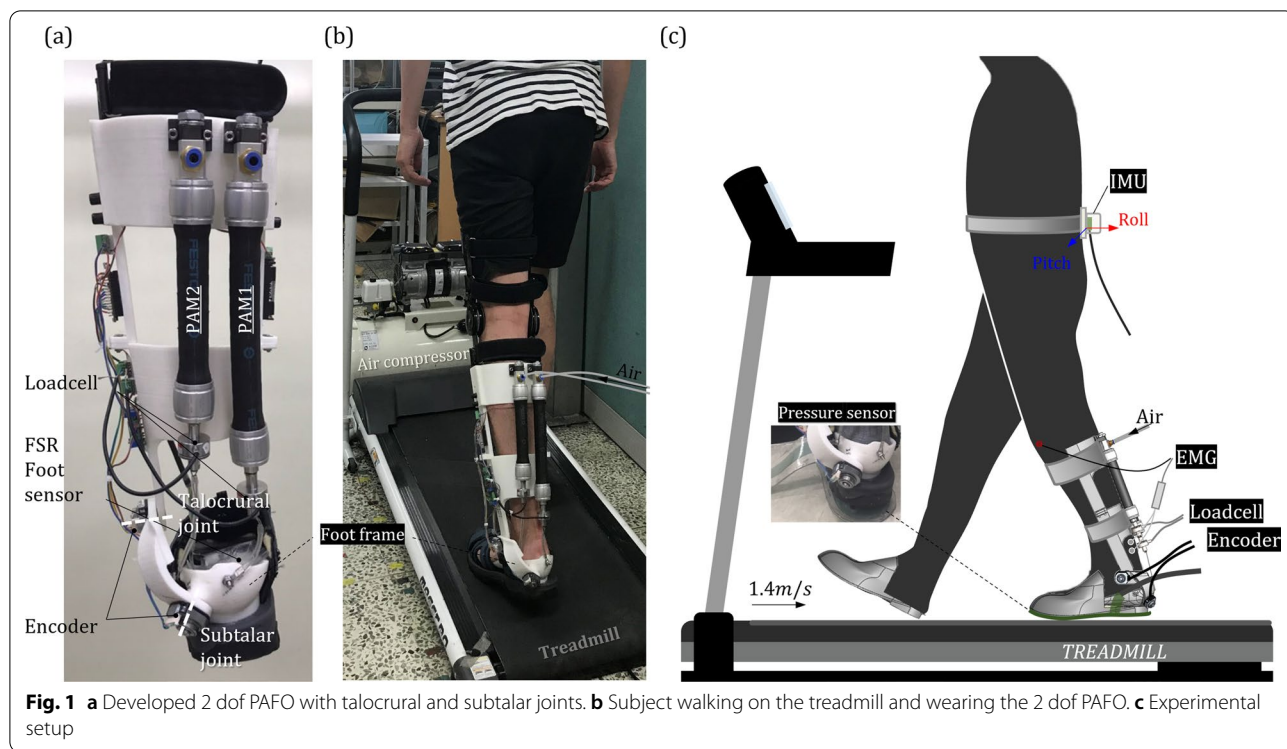 (a)
(b)
(c)
PAM2
PAM1
FESTO
Loadcell
FSR
Foot
sensor
Talocrural
joint
Encoder
Subtalar
joint
Air compressor
Air
Foot frame
Treadmill
IMU
Roll
Pitch
Pressure sensor
Air
EMG
Loadcell
Encoder
1.4m/s
TREADMILL
Fig. 1 a Developed 2 dof PAFO with talocrural and subtalar joints. b Subject walking on the treadmill and wearing the 2 dof PAFO. c Experimental
setup